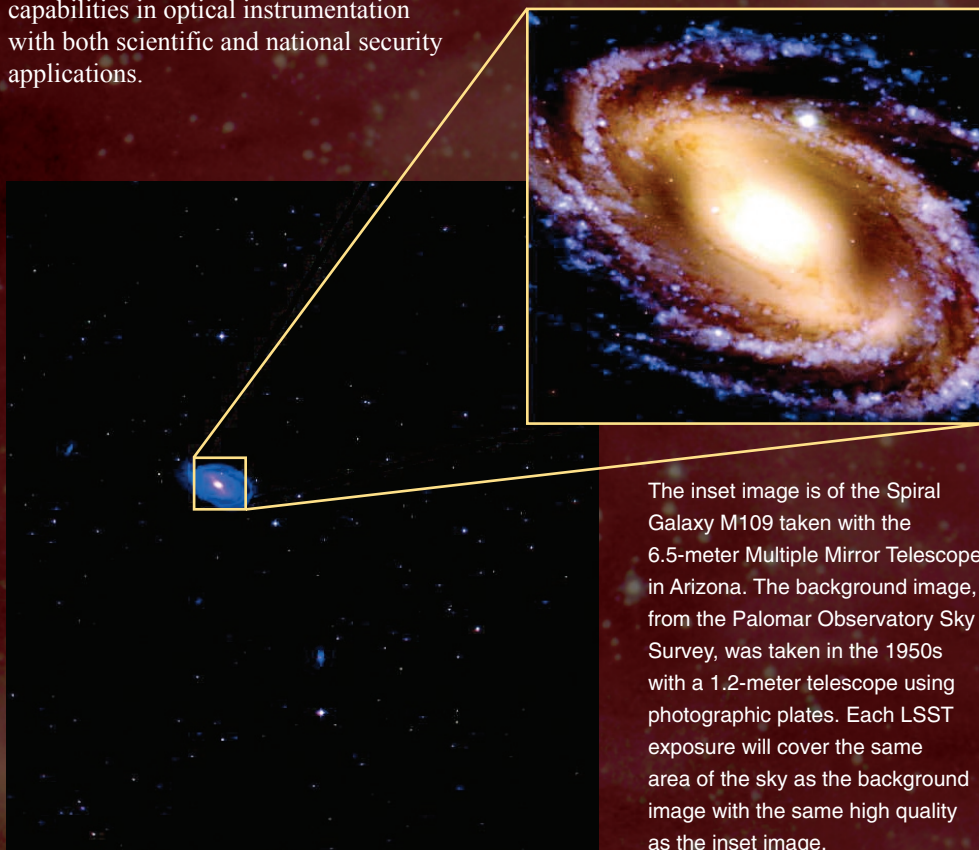 capabilities in optical instrumentation
with both scientific and national security
applications.
The inset image is of the Spiral
Galaxy M109 taken with the
6.5-meter Multiple Mirror Telescope
in Arizona. The background image,
from the Palomar Observatory Sky
Survey, was taken in the 1950s
with a 1.2-meter telescope using
photographic plates. Each LSST
exposure will cover the same
area of the sky as the background
image with the same high quality
as the inset image.